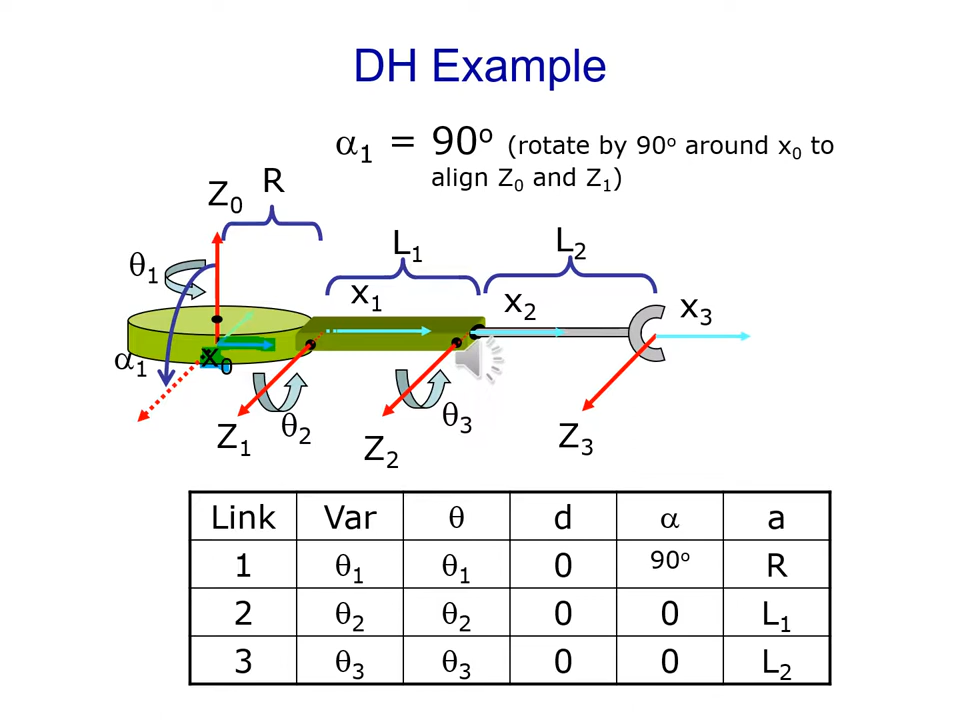 DH Example
α₁ = 90° (rotate by 90° around x₀ to
align Z₀ and Z₁)
Z₀
R
θ₁
L₁
L₂
x₁
x₂
x₃
α₁
x₀
Z₁
θ₂
Z₂
θ₃
Z₃
Link Var θ d α a
1 θ₁ θ₁ 0 90° R
2 θ₂ θ₂ 0 0 L₁
3 θ₃ θ₃ 0 0 L₂